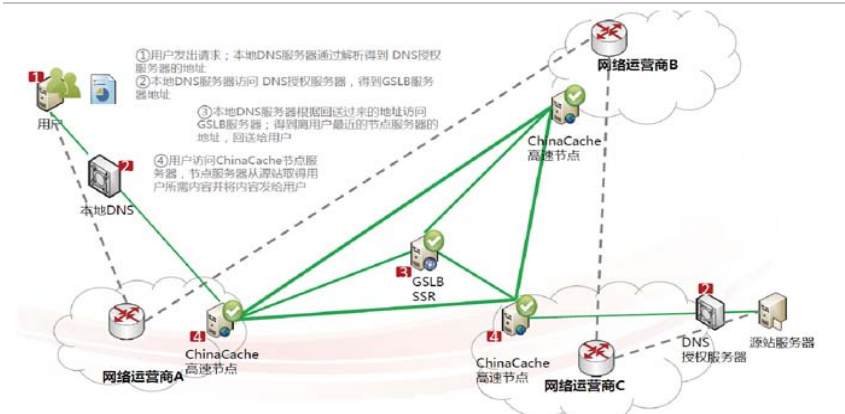 ①用户发出请求;本地DNS服务器通过解析得到 DNS授权
服务器的地址
②本地DNS服务器访问 DNS授权服务器,得到GSLB服务
器地址
③本地DNS服务器根据回送过来的地址访问
GSLB服务器;得到离用户最近的节点服务器的
地址,回送给用户
④用户访问ChinaCache节点服
务器,节点服务器从源站取得用
户所需内容并将内容发给用户
1
用户
2
本地DNS
网络运营商B
ChinaCache
高速节点
3
GSLB
SSR
4
ChinaCache
高速节点
网络运营商A
4
ChinaCache
高速节点
网络运营商C
2
DNS
授权服务器
源站服务器